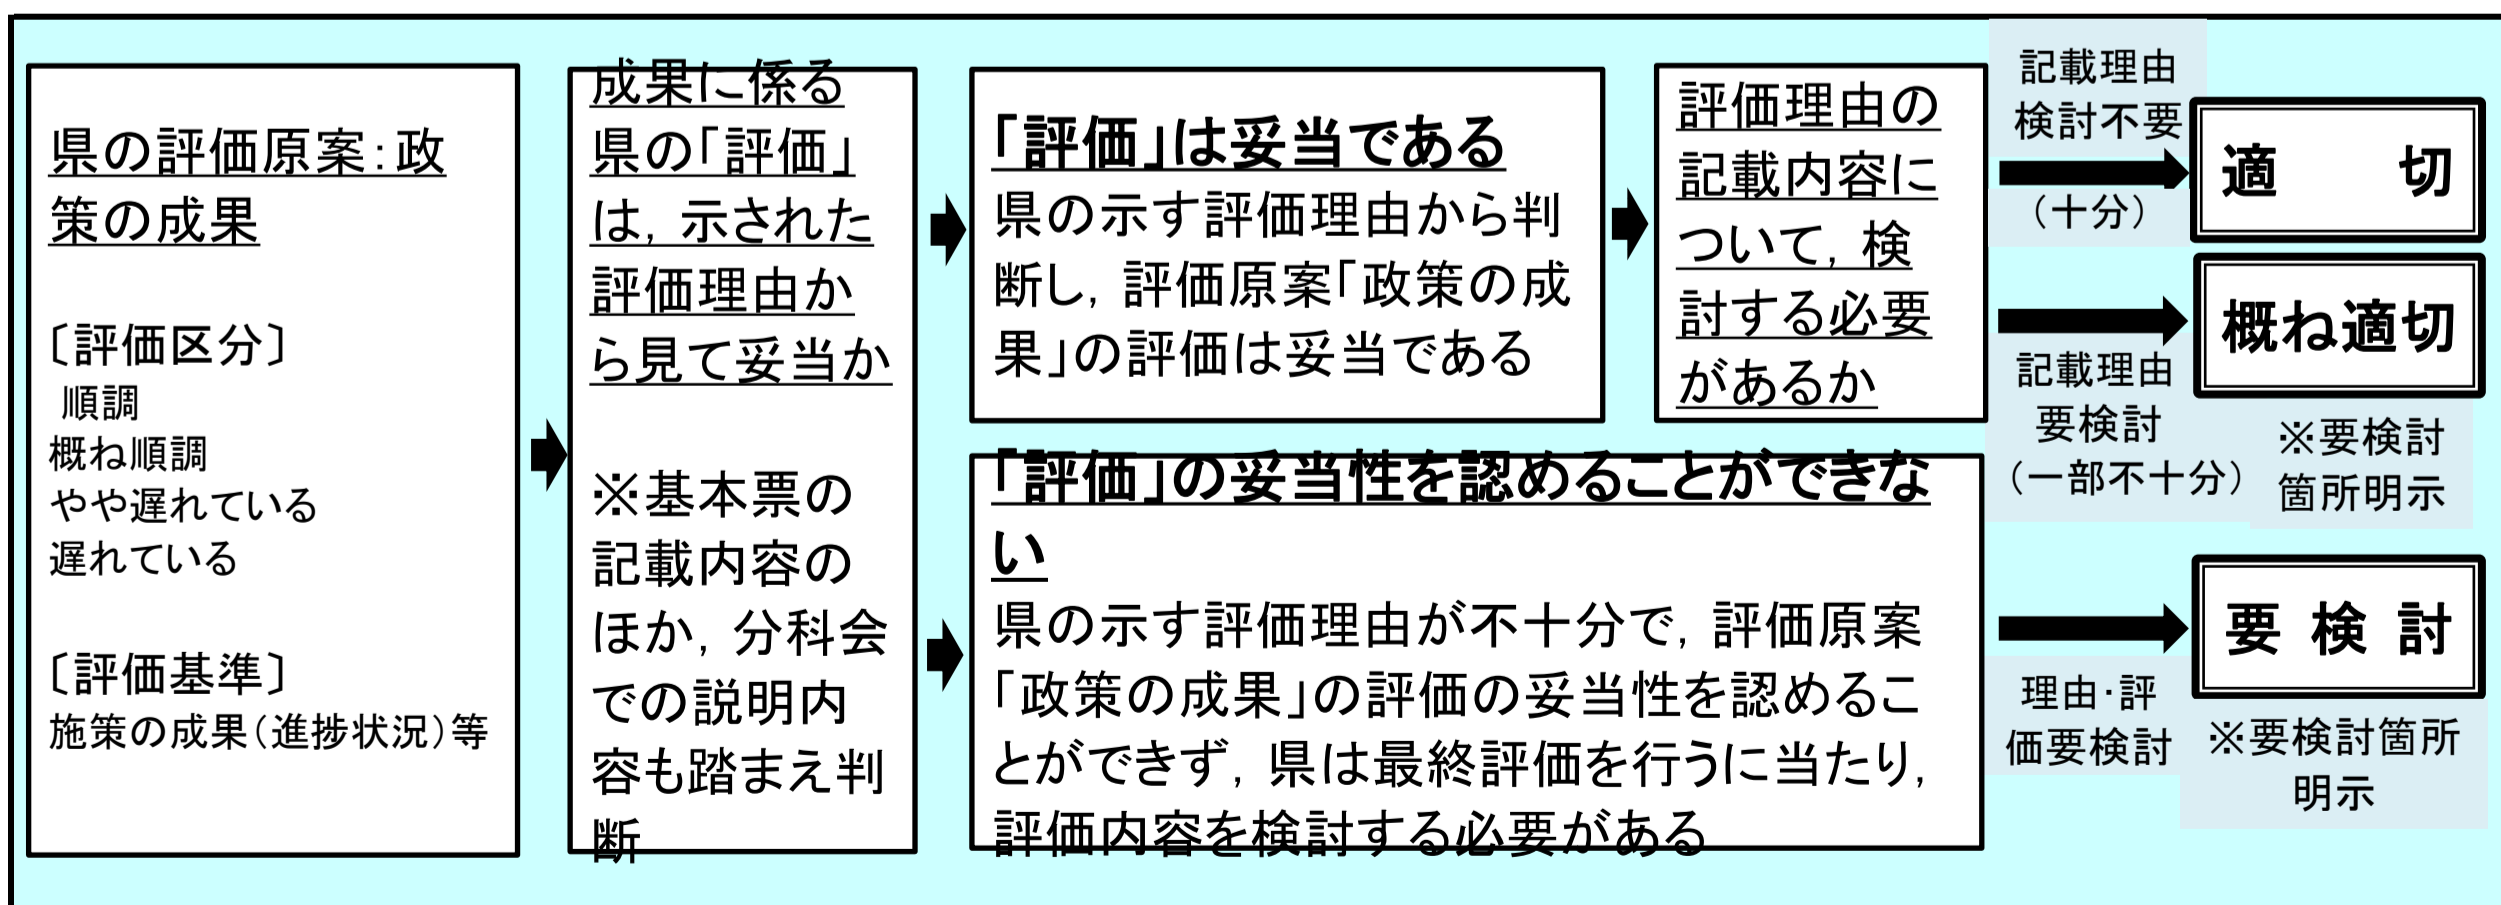 県の評価原案：政
策の成果
〔評価区分〕
順調
概ね順調
やや遅れている
遅れている
〔評価基準〕
施策の成果(進捗状況)等
成果に係る
県の「評価」
は，示された
評価理由か
ら見て妥当か
※基本票の
記載内容の
ほか，分科会
での説明内
容も踏まえ判
断
「評価」は妥当である
県の示す評価理由から判
断し，評価原案「政策の成
果」の評価は妥当である
「評価」の妥当性を認めることができな
い
県の示す評価理由が不十分で，評価原案
「政策の成果」の評価の妥当性を認めるこ
とができず，県は最終評価を行うに当たり，
評価内容を検討する必要がある
評価理由の
記載内容に
ついて，検
討する必要
があるか
記載理由
検討不要
（十分）
適　切
概ね適切
記載理由
要検討
（一部不十分）
※要検討
箇所明示
要 検 討
理由・評
価要検討
※要検討箇所
明示